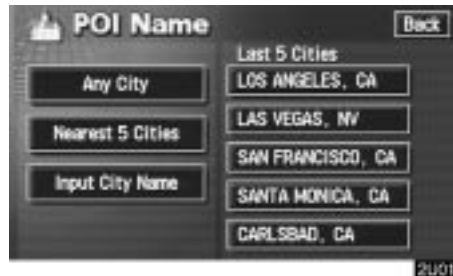 POI Name
Back
Any City
Nearest 5 Cities
Input City Name
Last 5 Cities
LOS ANGELES, CA
LAS VEGAS, NV
SAN FRANCISCO, CA
SANTA MONICA, CA
CARLSBAD, CA
2U01